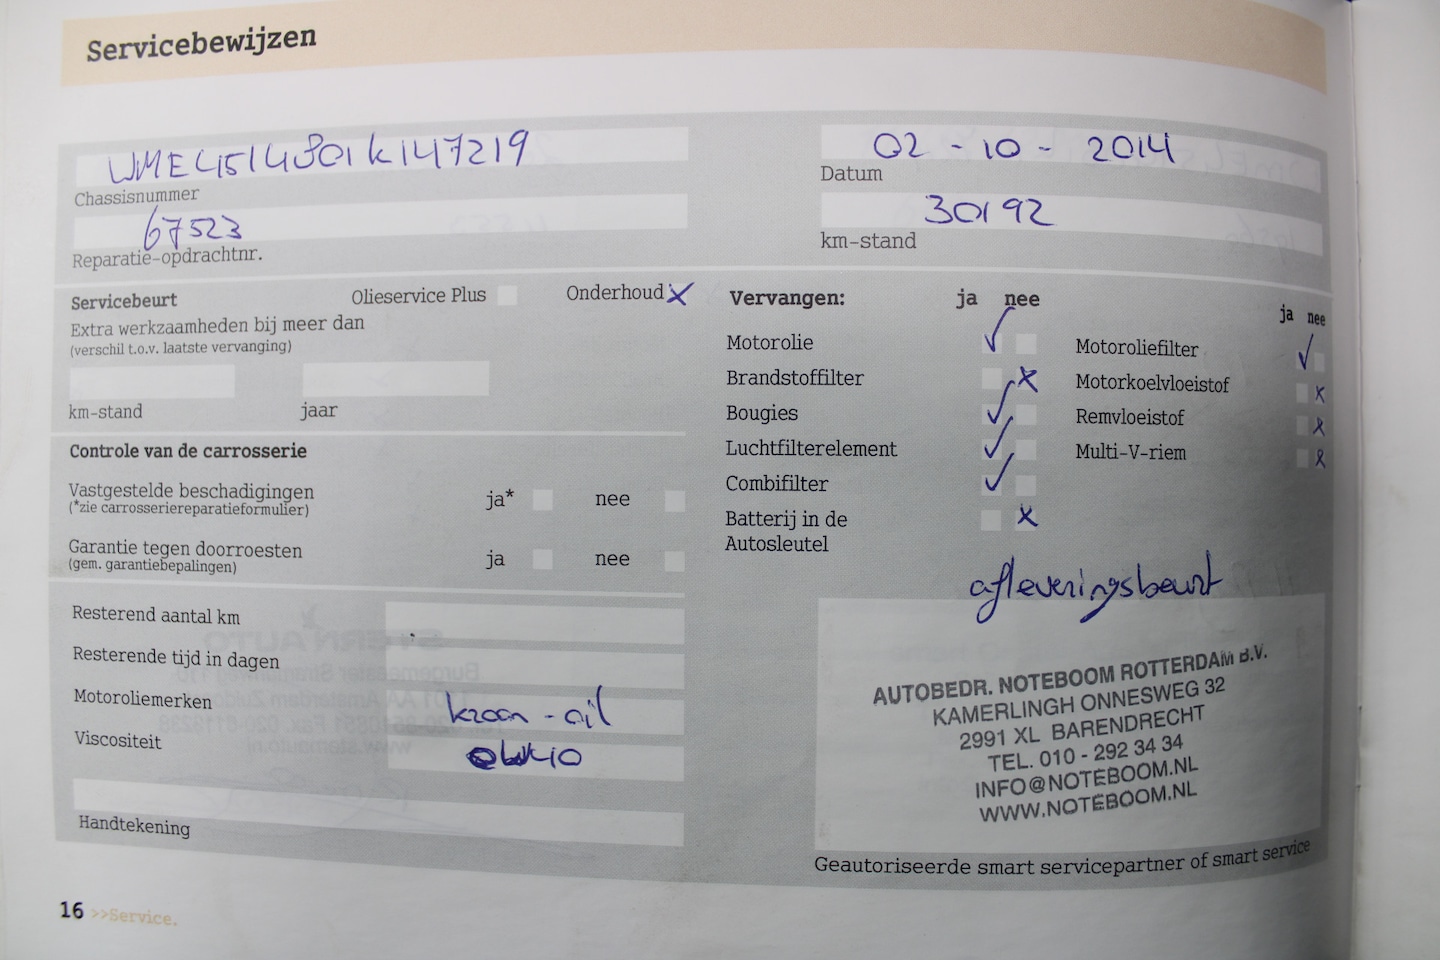 Servicebewijzen
WME4514801K147219
Chassisnummer
02-10-2014
Datum
67523
Reparatie-opdrachtnr.
30192
km-stand
Servicebeurt Olieservice Plus Onderhoud X
Extra werkzaamheden bij meer dan
(verschil t.o.v. laatste vervanging)
km-stand jaar
Controle van de carrosserie
Vastgestelde beschadigingen ja* nee
(*zie carrosseriereparatieformulier)
Garantie tegen doorroesten ja nee
(gem. garantiebepalingen)
Resterend aantal km
Resterende tijd in dagen
Motoroliemerken kroon-oil
Viscositeit
Handtekening
Vervangen: ja nee
Motorolie ✓
Brandstoffilter X
Bougies ✓
Luchtfilterelement ✓
Combifilter ✓
Batterij in de X
Autosleutel
ja nee
Motoroliefilter ✓
Motorkoelvloeistof X
Remvloeistof X
Multi-V-riem X
afleveringsbeurt
AUTOBEDR. NOTEBOOM ROTTERDAM B.V.
KAMERLINGH ONNESWEG 32
2991 XL BARENDRECHT
TEL. 010 - 292 34 34
INFO@NOTEBOOM.NL
WWW.NOTEBOOM.NL
Geautoriseerde smart servicepartner of smart service
16 >>Service.